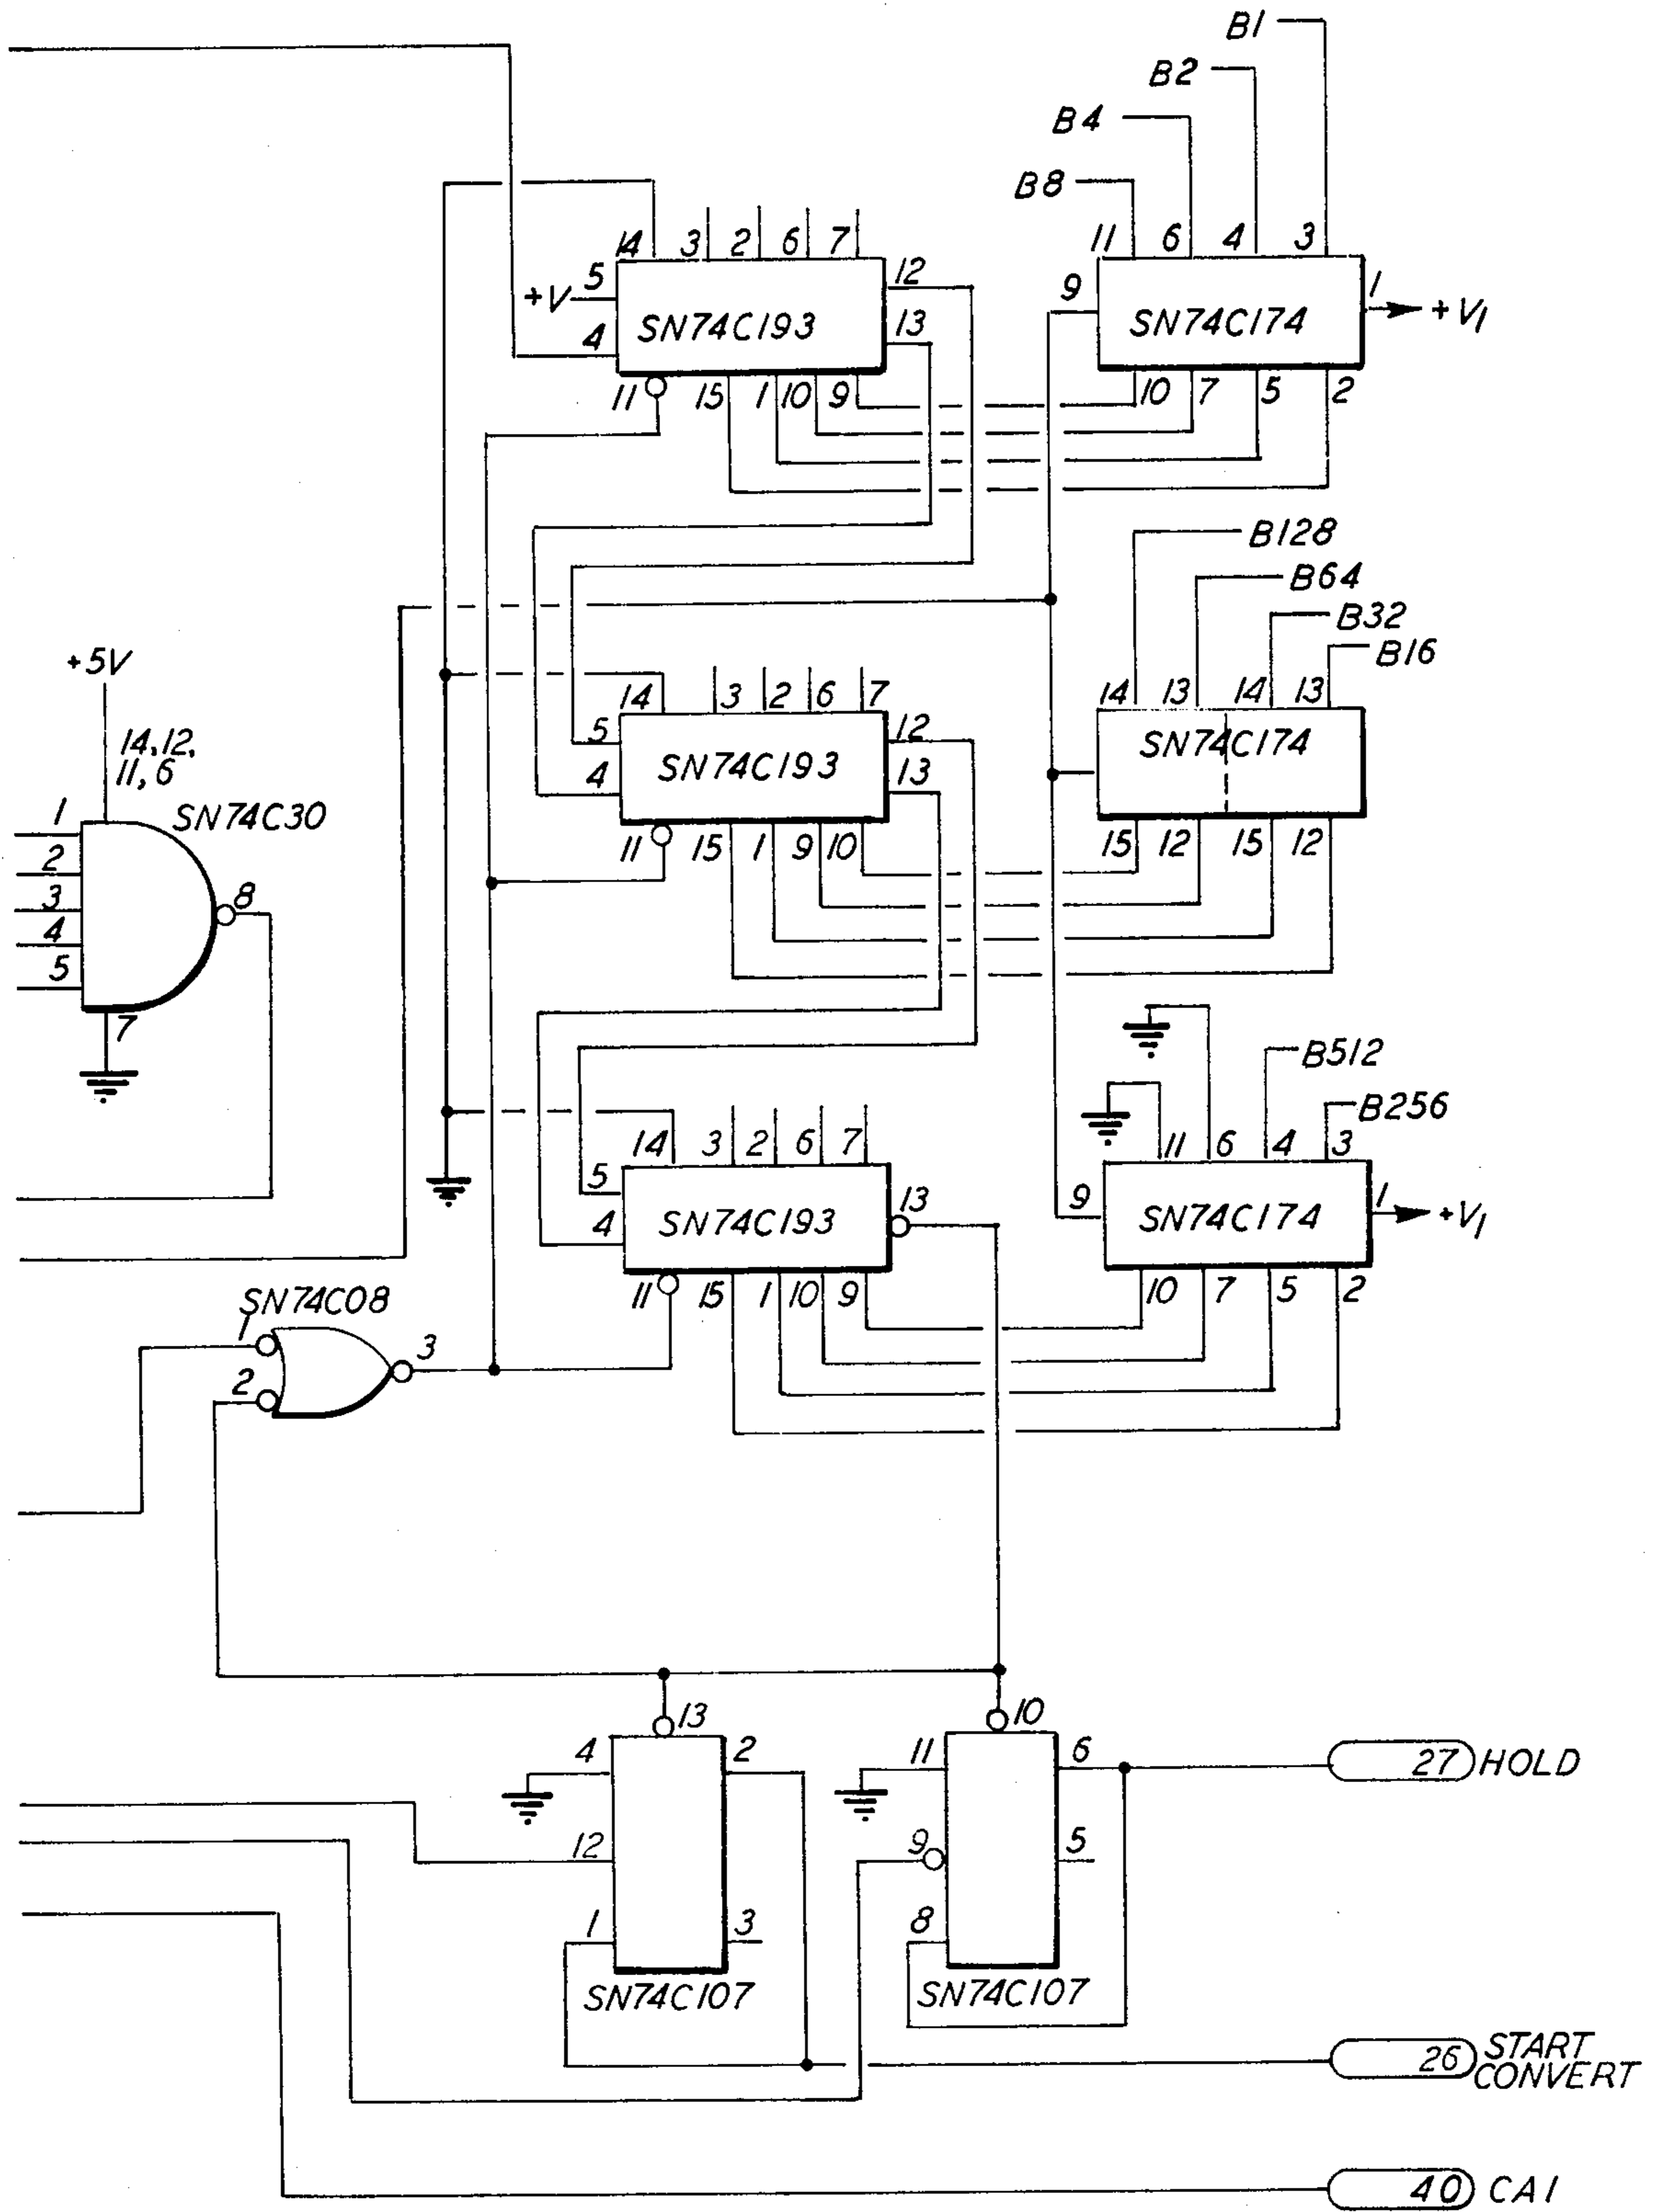 B1
B2
B4
B8
14 3 2 6 7
11 6 4 3
+V 5
12
9
1
+V1
SN74C193
SN74C174
4
13
11 15 1 10 9
10 7 5 2
B128
B64
B32
B16
+5V
14,12,
11,6
14 3 2 6 7
14 13 14 13
5
12
SN74C193
SN74C174
4
13
SN74C30
1
2
3
4
5
8
7
11 15 1 9 10
15 12 15 12
B512
B256
14 3 2 6 7
11 6 4 3
5
13
9
1
+V1
4
SN74C193
SN74C174
11 15 1 10 9
10 7 5 2
SN74C08
1
2
3
13
10
4
2
11
6
27 HOLD
12
9
5
1
3
8
SN74C107
SN74C107
26 START
CONVERT
40 CA1